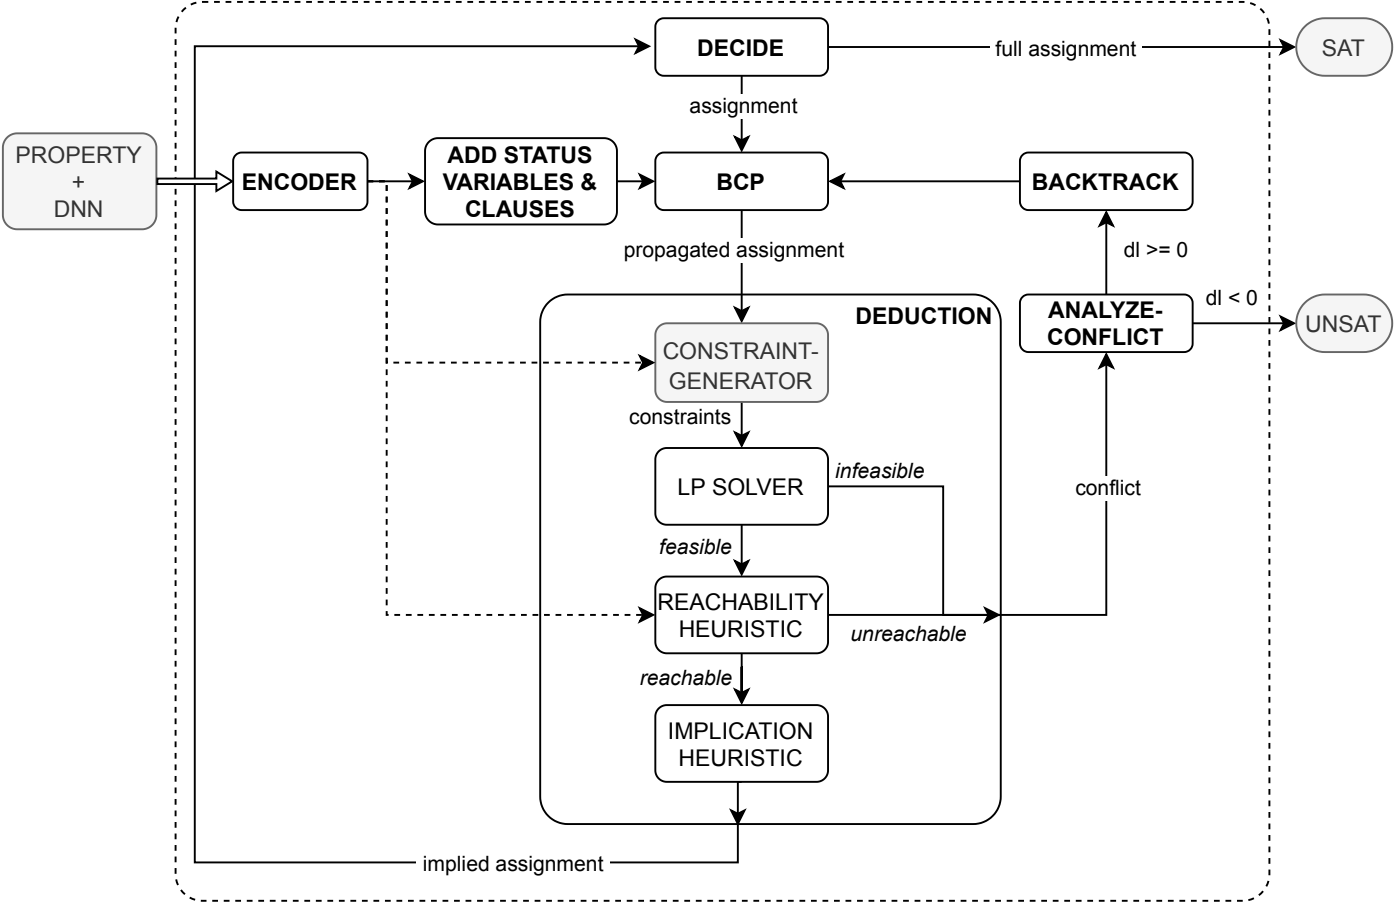 DECIDE
full assignment
SAT
assignment
PROPERTY
+
DNN
ENCODER
ADD STATUS
VARIABLES &
CLAUSES
BCP
BACKTRACK
propagated assignment
dl >= 0
DEDUCTION
ANALYZE-
CONFLICT
dl < 0
UNSAT
CONSTRAINT-
GENERATOR
constraints
LP SOLVER
infeasible
conflict
feasible
REACHABILITY
HEURISTIC
unreachable
reachable
IMPLICATION
HEURISTIC
implied assignment